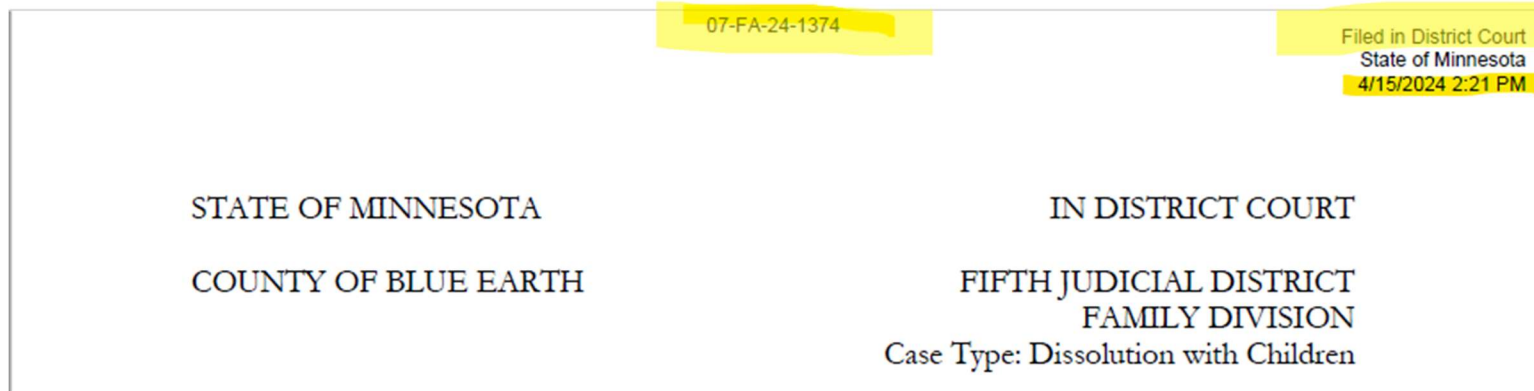 07-FA-24-1374
Filed in District Court
State of Minnesota
4/15/2024 2:21 PM
STATE OF MINNESOTA
IN DISTRICT COURT
COUNTY OF BLUE EARTH
FIFTH JUDICIAL DISTRICT
FAMILY DIVISION
Case Type: Dissolution with Children